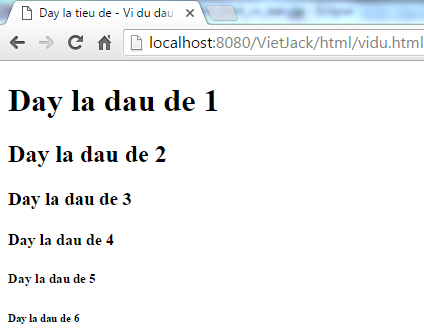 Day la tieu de - Vi du dau
localhost:8080/VietJack/html/vidu.html
Day la dau de 1
Day la dau de 2
Day la dau de 3
Day la dau de 4
Day la dau de 5
Day la dau de 6